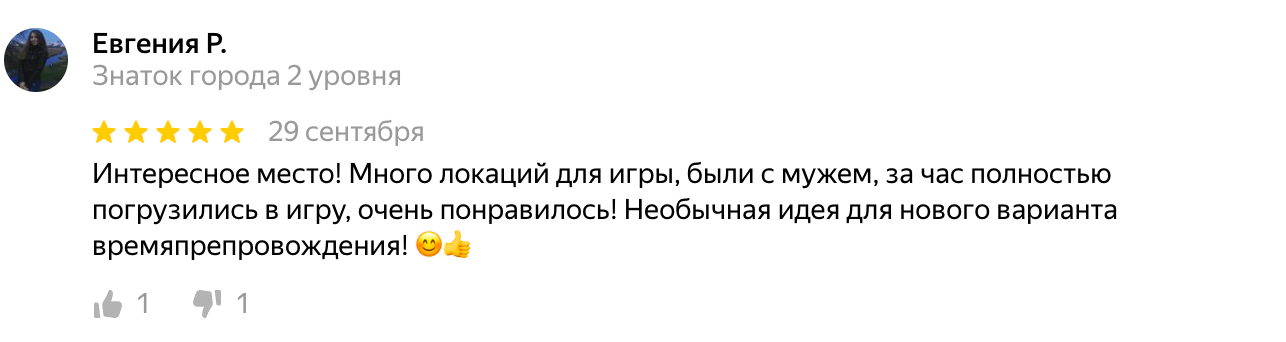 Евгения Р.
Знаток города 2 уровня
29 сентября
Интересное место! Много локаций для игры, были с мужем, за час полностью
погрузились в игру, очень понравилось! Необычная идея для нового варианта
времяпрепровождения! 😊👍
1 1